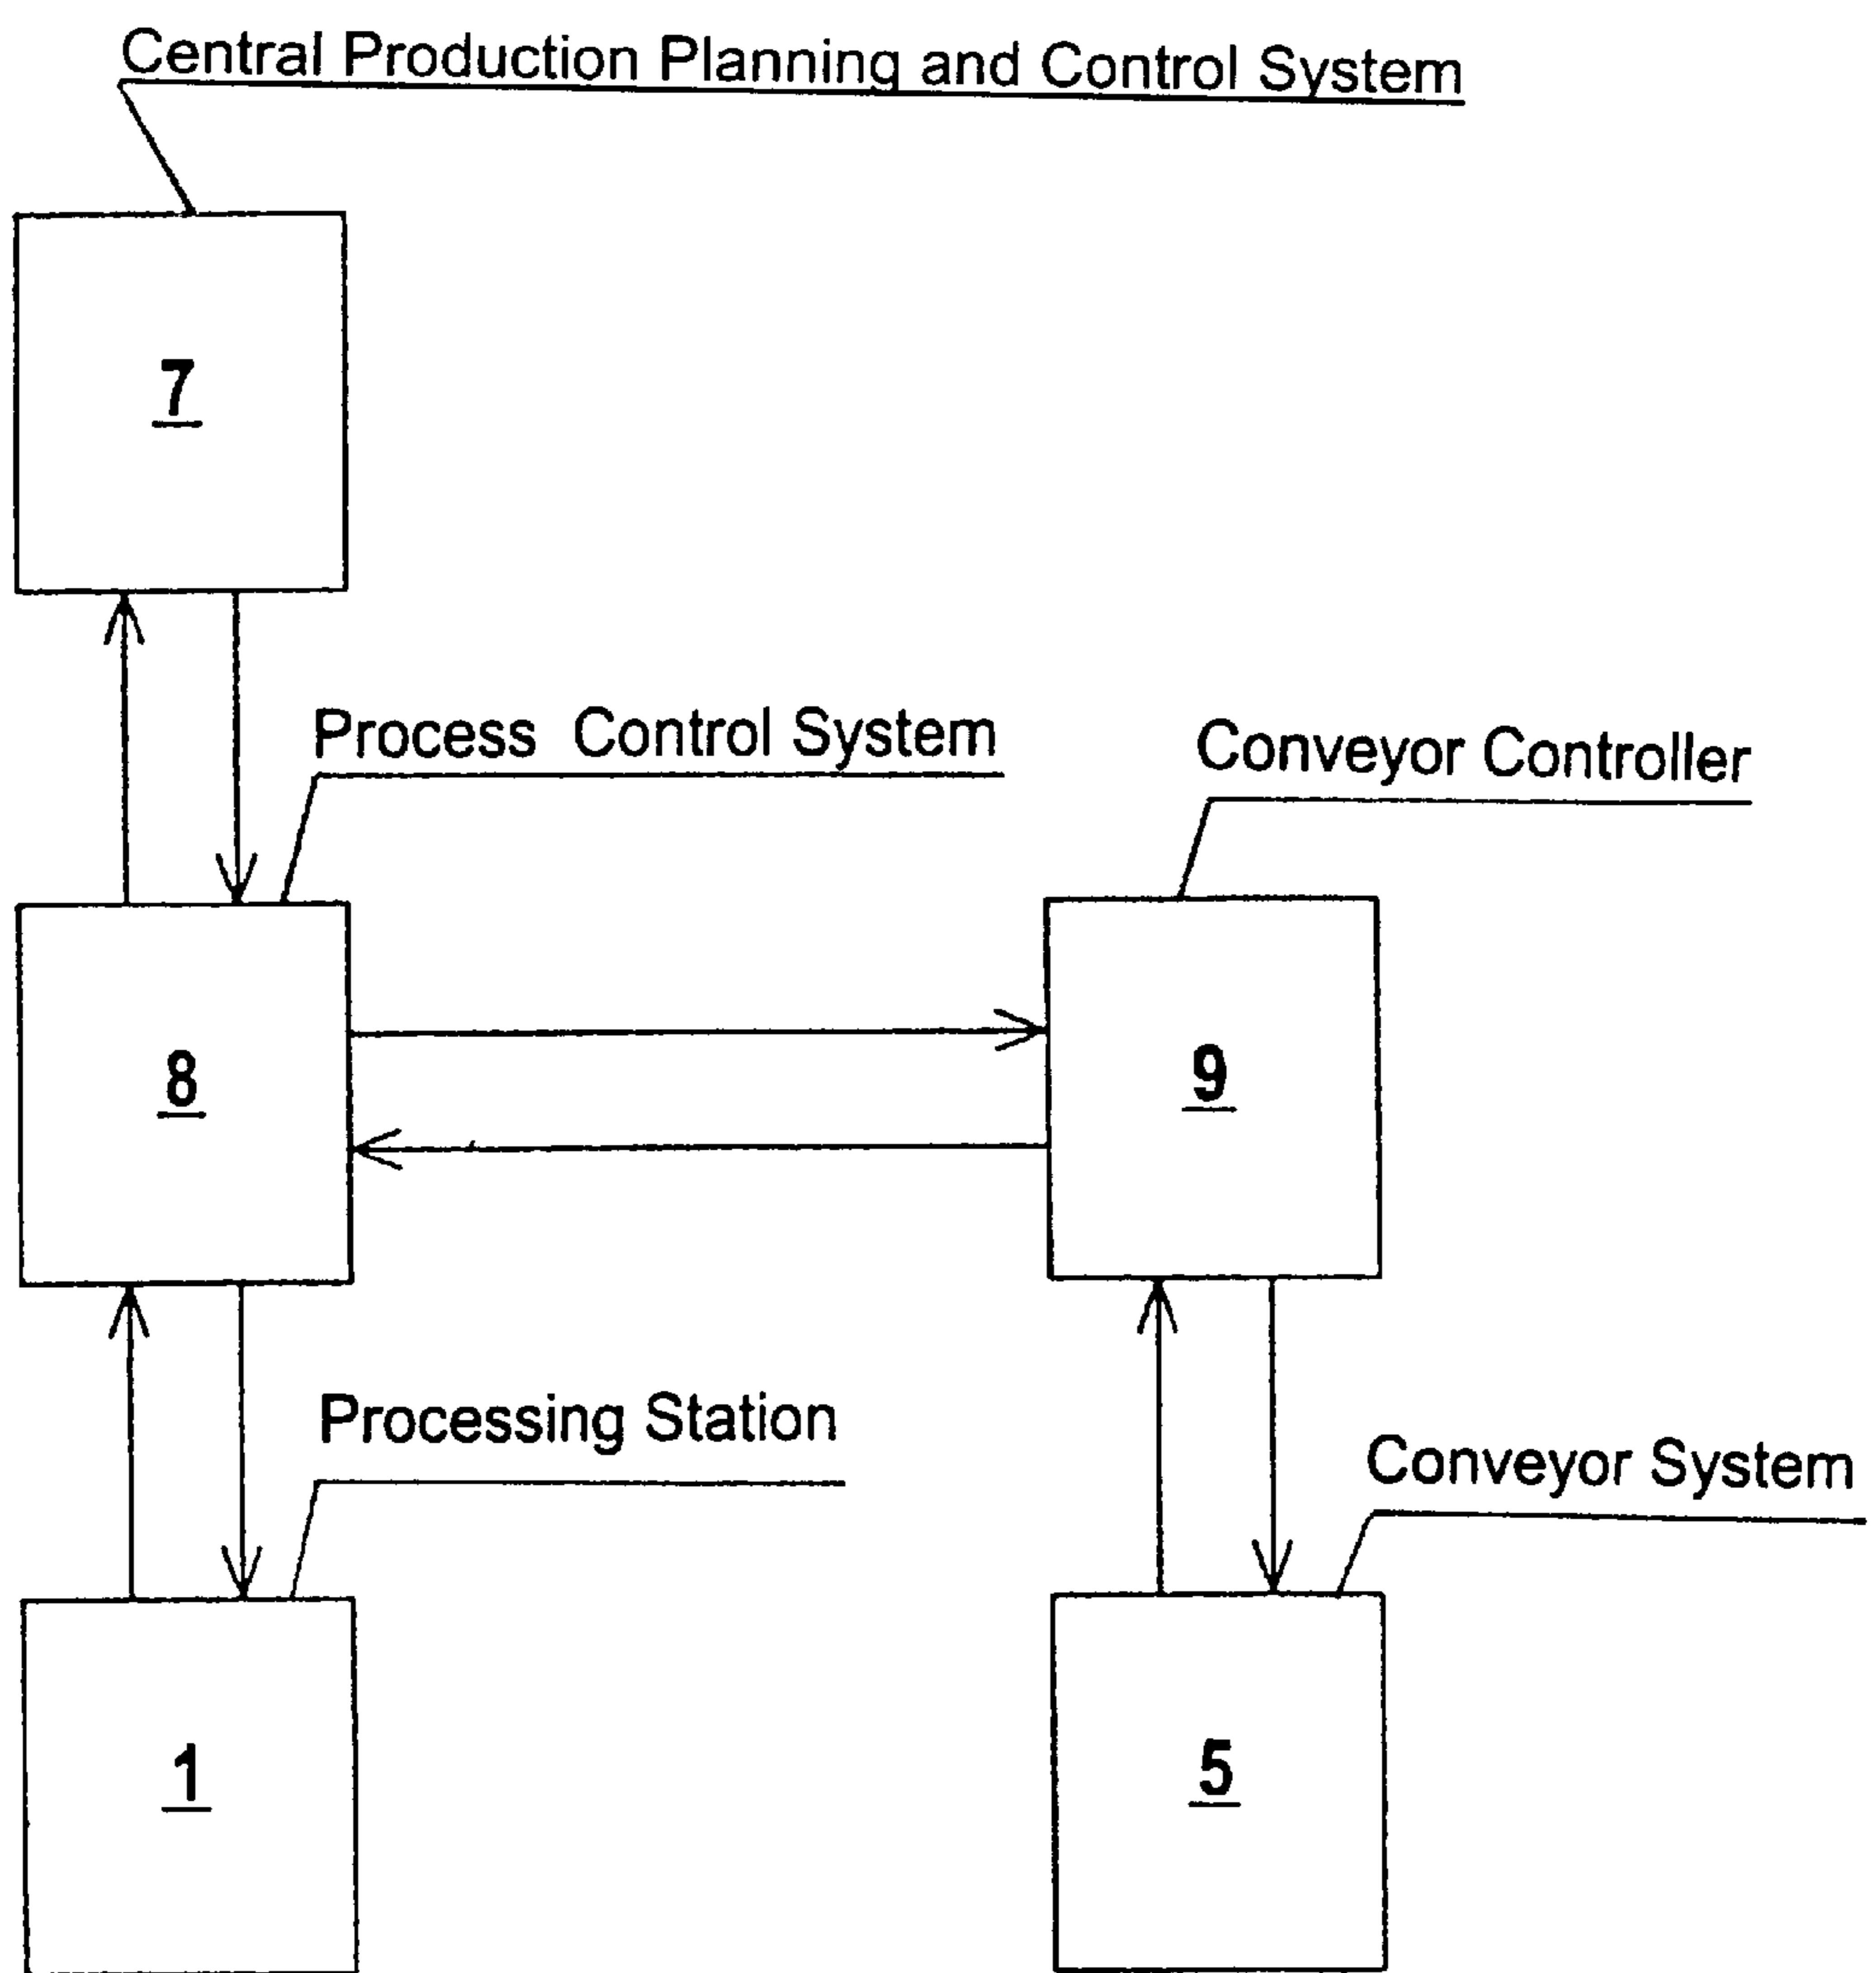 Central Production Planning and Control System
7
Process Control System
Conveyor Controller
8
9
Processing Station
Conveyor System
1
5